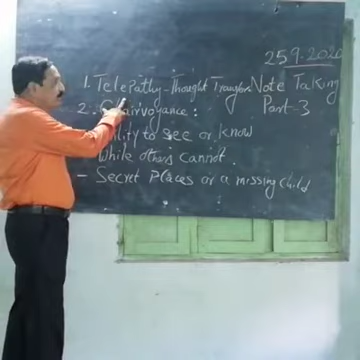 25 9. 2020
Note Taking
Part-3
1. Telepathy - Thought Transfer
2. Clairvoyance :
Ability to see or know
While others cannot.
- Secret Places or a missing child